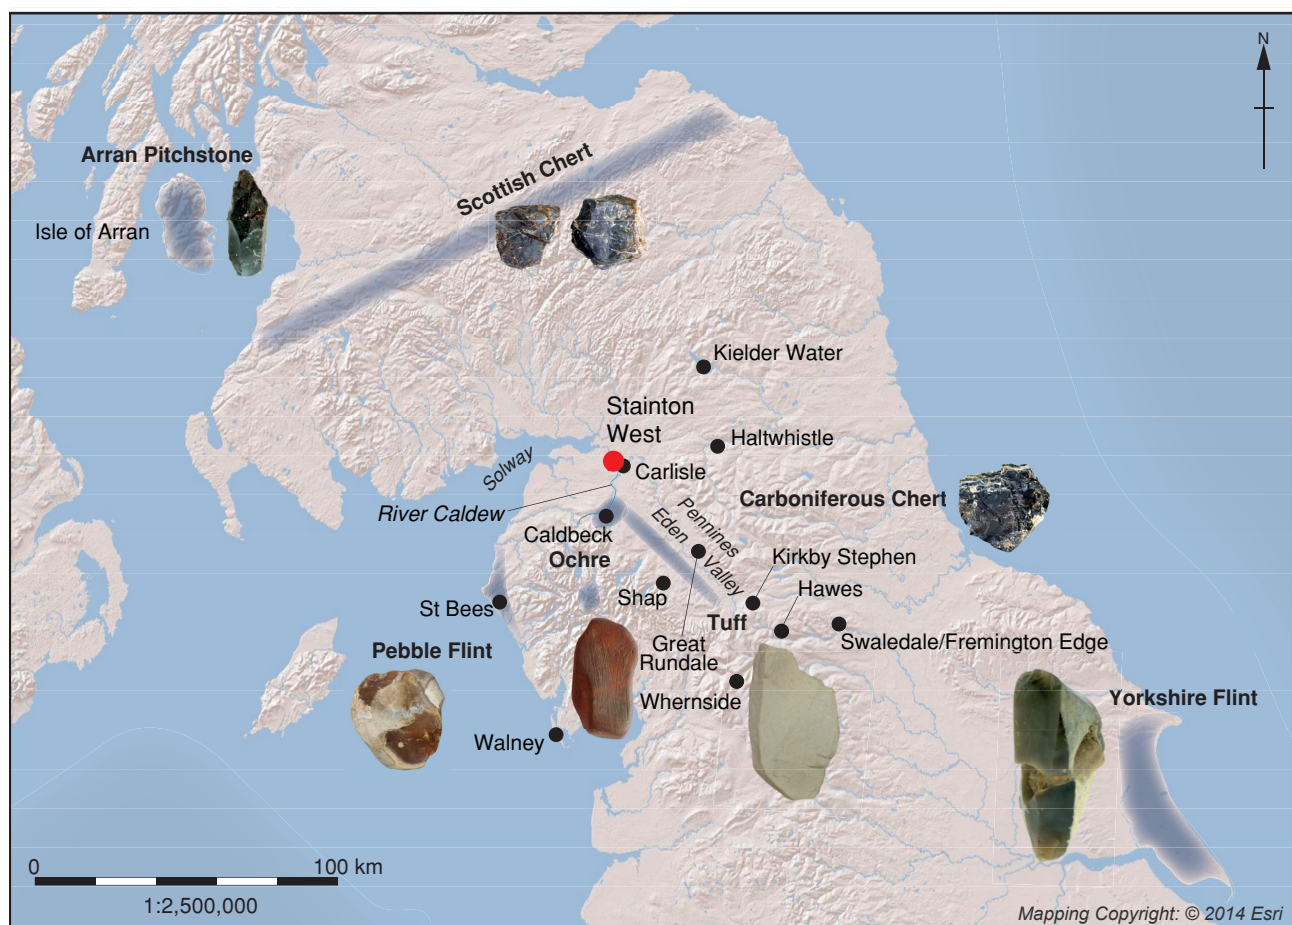 N
Arran Pitchstone
Isle of Arran
Scottish Chert
Kielder Water
Stainton
West
Haltwhistle
Carlisle
Solway
River Caldew
Carboniferous Chert
Caldbeck
Ochre
Pennines
Eden
Valley
Kirkby Stephen
Hawes
St Bees
Shap
Tuff
Great
Rundale
Swaledale/Fremington Edge
Pebble Flint
Whernside
Yorkshire Flint
Walney
0
100 km
1:2,500,000
Mapping Copyright: © 2014 Esri